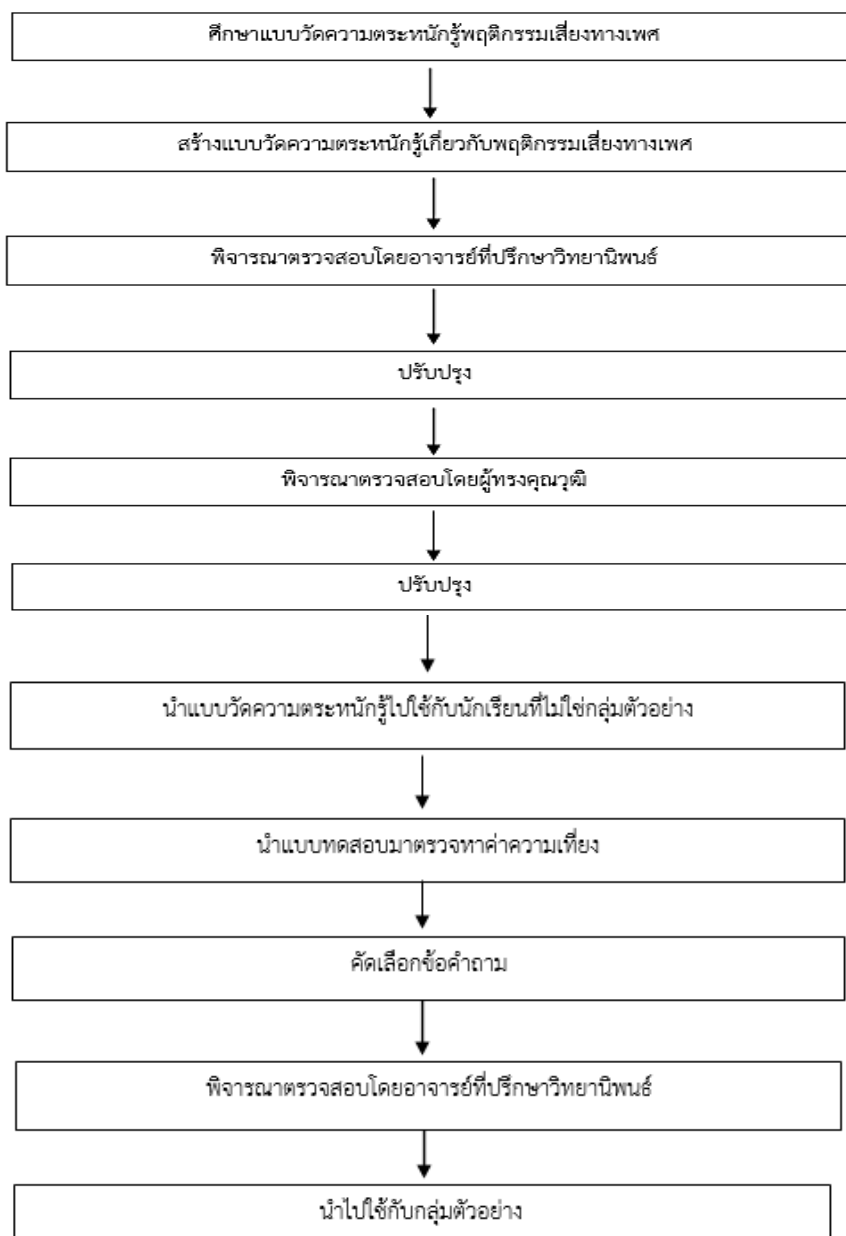 ศึกษาแบบวัดความตระหนักรู้พฤติกรรมเสี่ยงทางเพศ
สร้างแบบวัดความตระหนักรู้เกี่ยวกับพฤติกรรมเสี่ยงทางเพศ
พิจารณาตรวจสอบโดยอาจารย์ที่ปรึกษาวิทยานิพนธ์
ปรับปรุง
พิจารณาตรวจสอบโดยผู้ทรงคุณวุฒิ
ปรับปรุง
นำแบบวัดความตระหนักรู้ไปใช้กับนักเรียนที่ไม่ใช่กลุ่มตัวอย่าง
นำแบบทดสอบมาตรวจหาค่าความเที่ยง
คัดเลือกข้อคำถาม
พิจารณาตรวจสอบโดยอาจารย์ที่ปรึกษาวิทยานิพนธ์
นำไปใช้กับกลุ่มตัวอย่าง